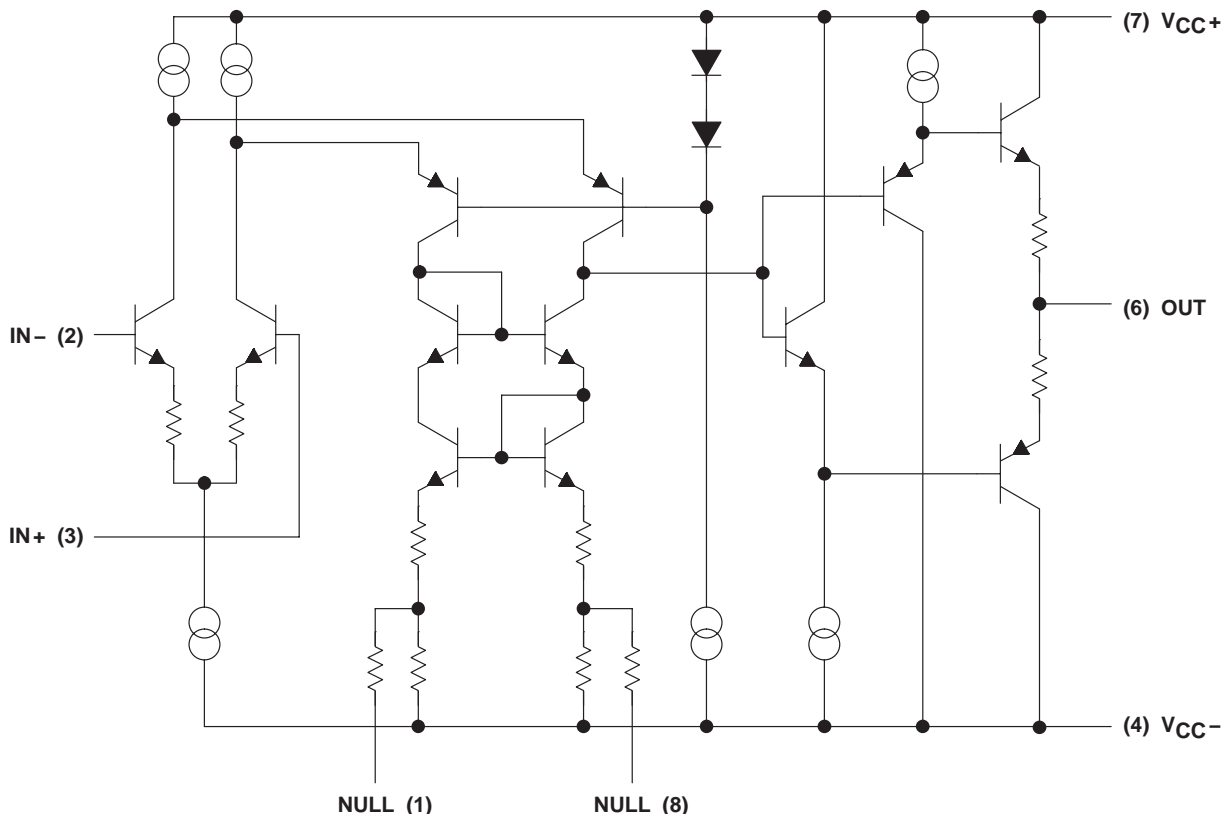 (7) VCC+
IN− (2)
(6) OUT
IN+ (3)
(4) VCC−
NULL (1)
NULL (8)